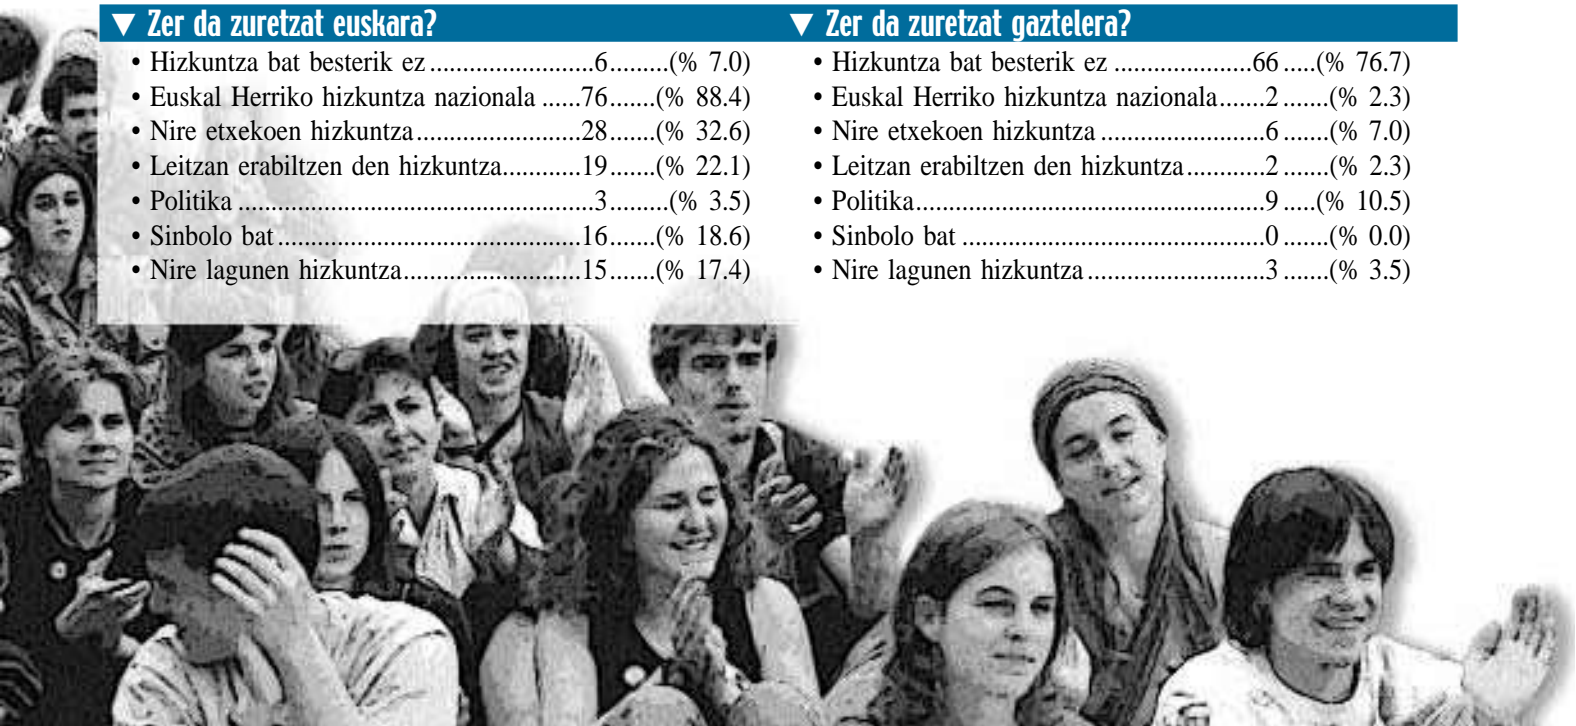 ▼ Zer da zuretzat euskara?
• Hizkuntza bat besterik ez ........................6.........(% 7.0)
• Euskal Herriko hizkuntza nazionala ......76.......(% 88.4)
• Nire etxekoen hizkuntza........................28.......(% 32.6)
• Leitzan erabiltzen den hizkuntza............19.......(% 22.1)
• Politika ....................................................3.........(% 3.5)
• Sinbolo bat............................................16.......(% 18.6)
• Nire lagunen hizkuntza..........................15.......(% 17.4)
▼ Zer da zuretzat gaztelera?
• Hizkuntza bat besterik ez ....................66 .....(% 76.7)
• Euskal Herriko hizkuntza nazionala.......2 .......(% 2.3)
• Nire etxekoen hizkuntza ........................6 .......(% 7.0)
• Leitzan erabiltzen den hizkuntza............2 .......(% 2.3)
• Politika...................................................9 .....(% 10.5)
• Sinbolo bat ............................................0 .......(% 0.0)
• Nire lagunen hizkuntza..........................3 .......(% 3.5)